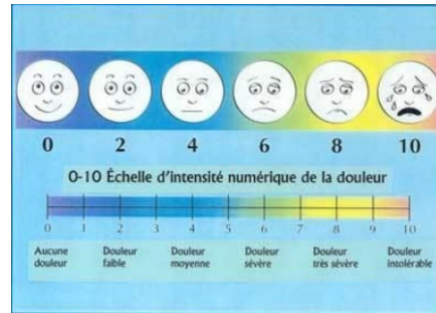 0 2 4 6 8 10
0-10 Échelle d'intensité numérique de la douleur
0 1 2 3 4 5 6 7 8 9 10
Aucune douleur
Douleur faible
Douleur moyenne
Douleur sévère
Douleur très sévère
Douleur intolérable